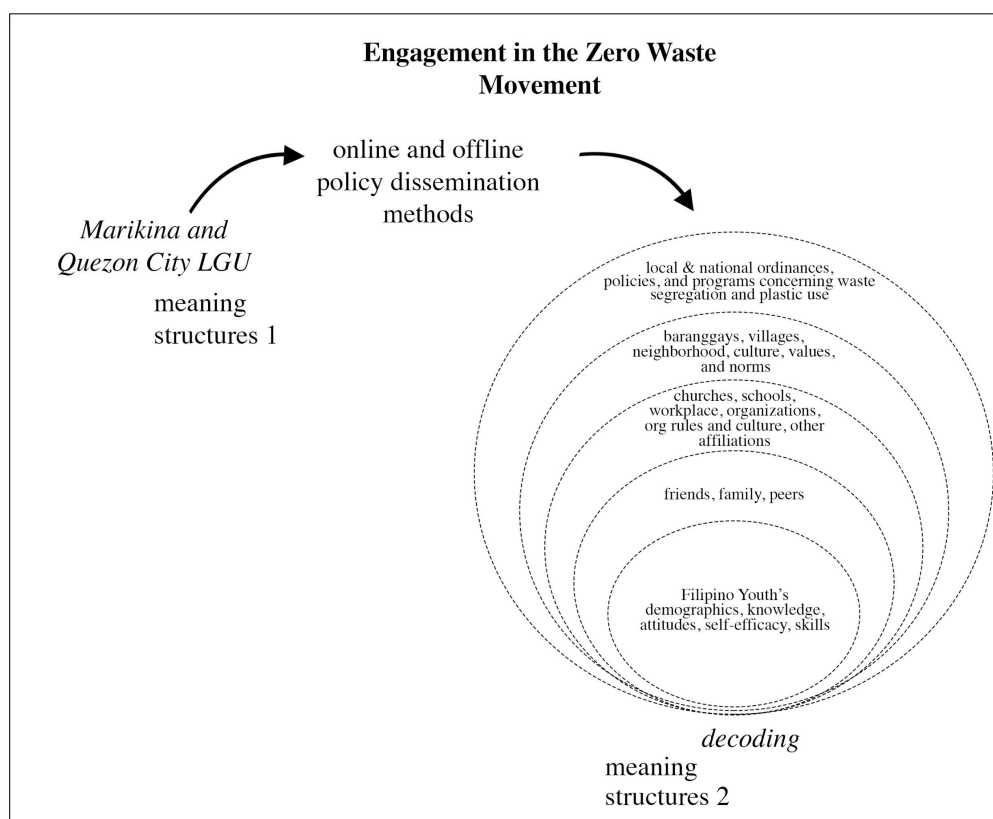 Engagement in the Zero Waste
Movement
online and offline
policy dissemination
methods
Marikina and
Quezon City LGU
meaning
structures 1
local & national ordinances,
policies, and programs concerning waste
segregation and plastic use
baranggays, villages,
neighborhood, culture, values,
and norms
churches, schools,
workplace, organizations,
org rules and culture, other
affiliations
friends, family, peers
Filipino Youth's
demographics, knowledge,
attitudes, self-efficacy, skills
decoding
meaning
structures 2